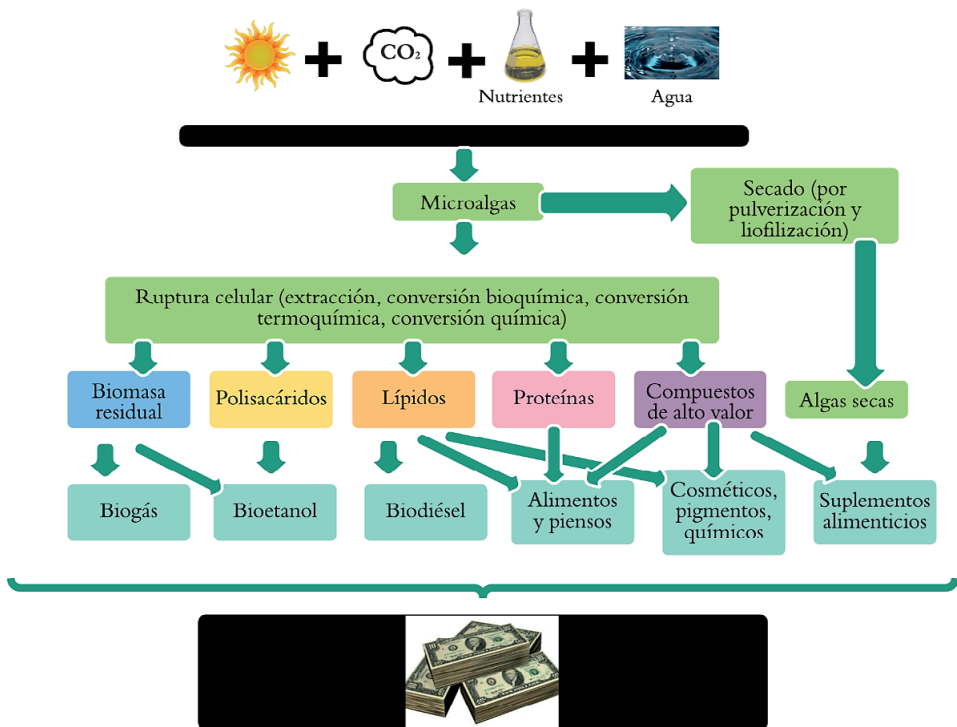 CO₂
Nutrientes
Agua
Microalgas
Secado (por
pulverización y
liofilización)
Ruptura celular (extracción, conversión bioquímica, conversión
termoquímica, conversión química)
Biomasa
residual
Polisacáridos
Lípidos
Proteínas
Compuestos
de alto valor
Algas secas
Biogás
Bioetanol
Biodiésel
Alimentos
y piensos
Cosméticos,
pigmentos,
químicos
Suplementos
alimenticios